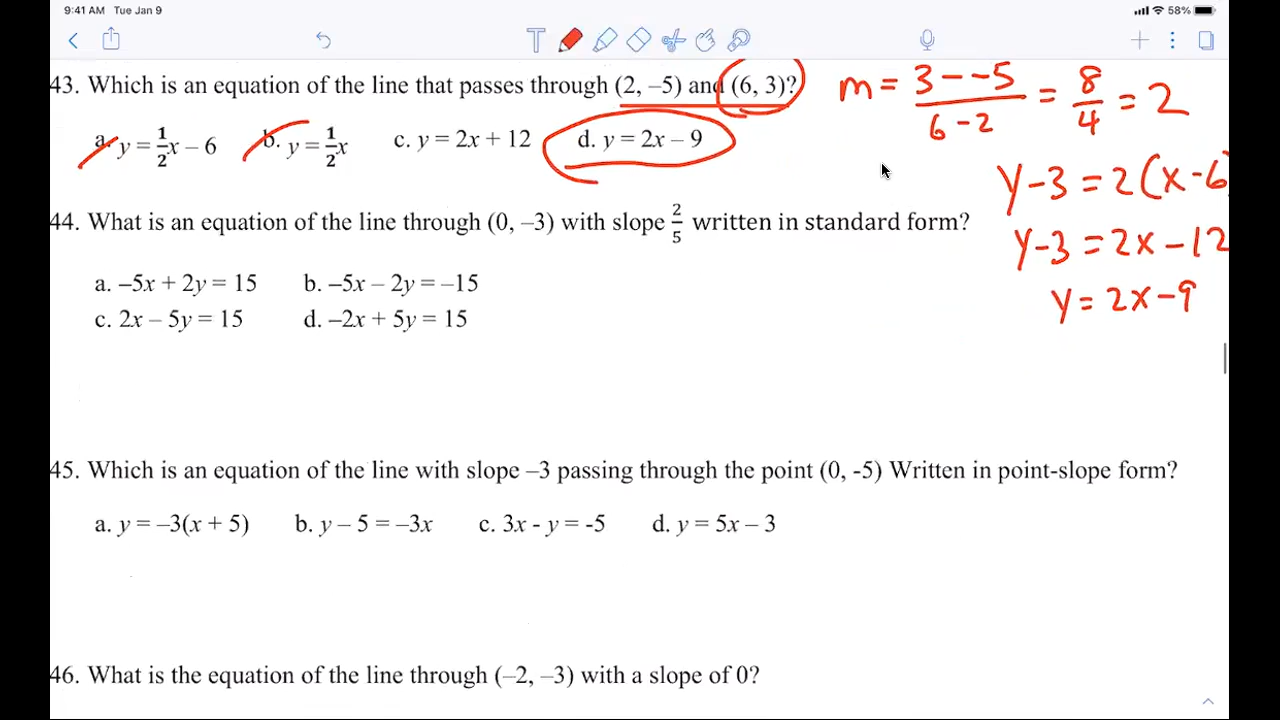 9:41 AM Tue Jan 9
58%
43. Which is an equation of the line that passes through (2, –5) and (6, 3)?
m = 3 - -5 / 6 - 2 = 8/4 = 2
a. y = 1/2 x – 6 b. y = 1/2 x c. y = 2x + 12 d. y = 2x – 9
y - 3 = 2(x - 6
44. What is an equation of the line through (0, –3) with slope 2/5 written in standard form?
y - 3 = 2x - 12
a. –5x + 2y = 15 b. –5x – 2y = –15
y = 2x - 9
c. 2x – 5y = 15 d. –2x + 5y = 15
45. Which is an equation of the line with slope –3 passing through the point (0, -5) Written in point-slope form?
a. y = –3(x + 5) b. y – 5 = –3x c. 3x - y = -5 d. y = 5x – 3
46. What is the equation of the line through (–2, –3) with a slope of 0?